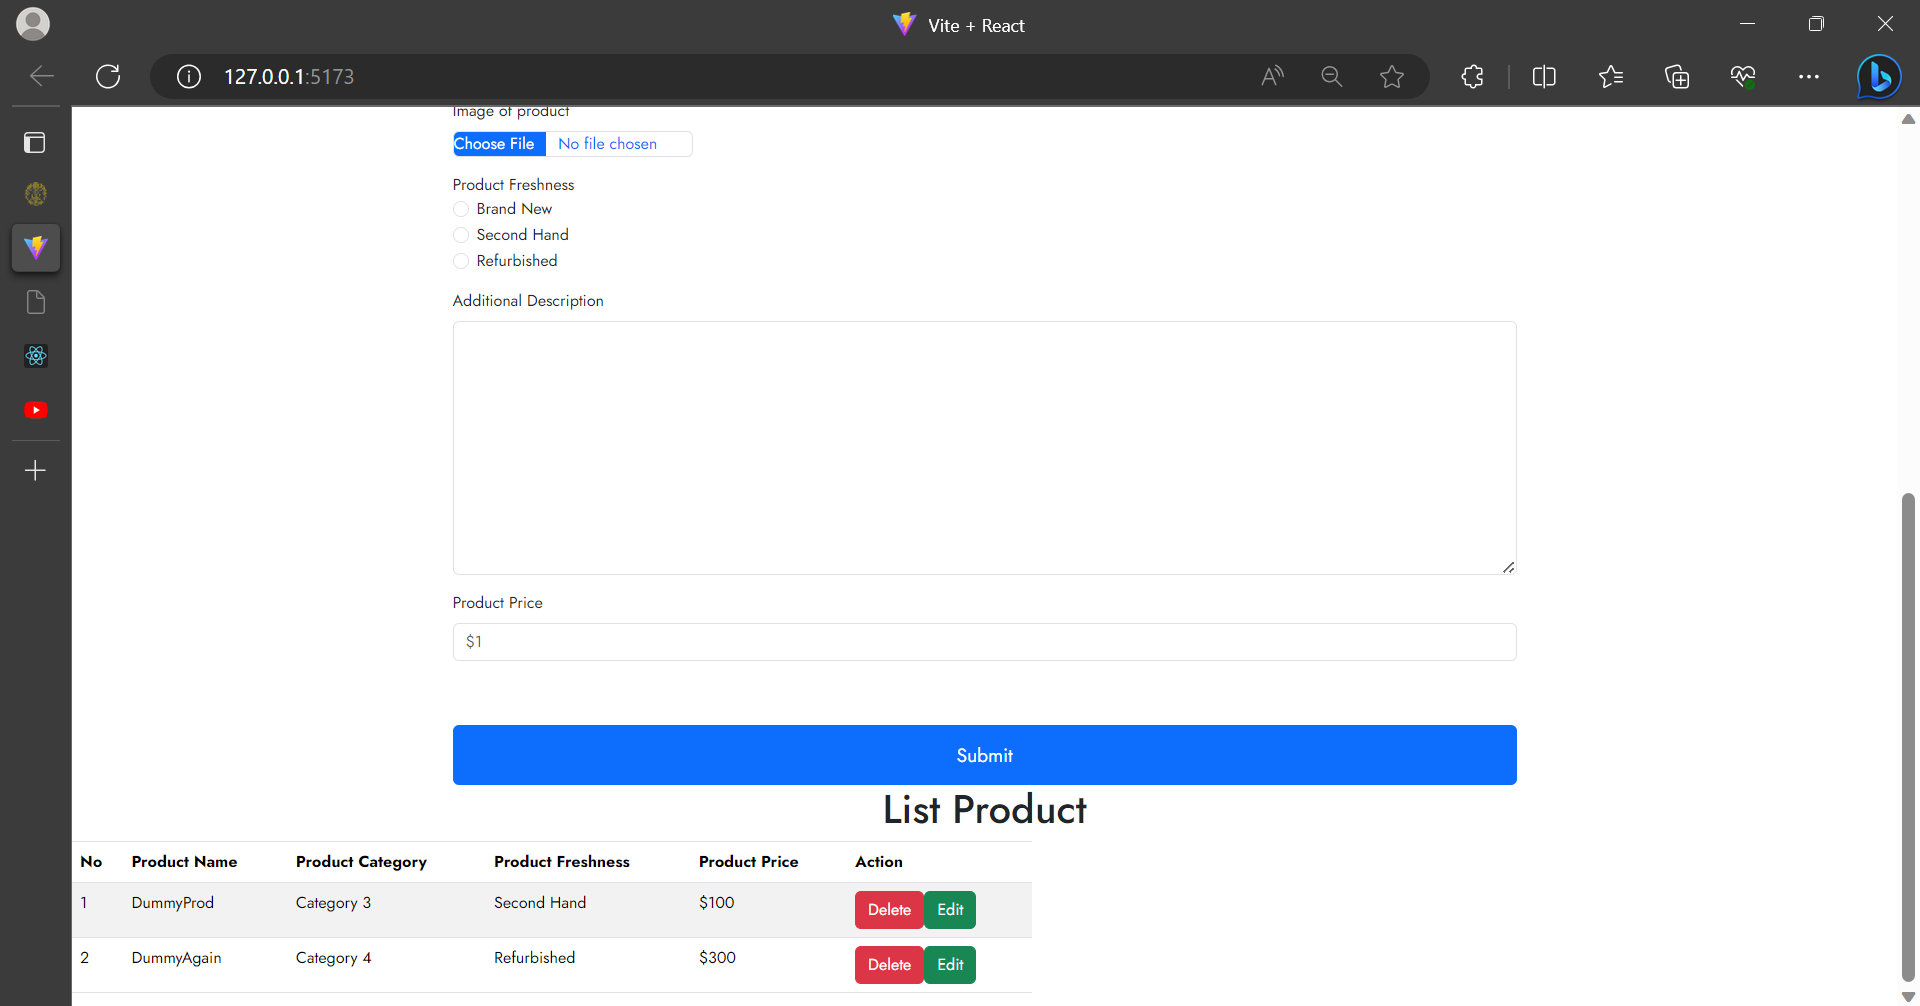 Vite + React
127.0.0.1:5173
Image of product
Choose File No file chosen
Product Freshness
Brand New
Second Hand
Refurbished
Additional Description
Product Price
$1
Submit
List Product
No Product Name Product Category Product Freshness Product Price Action
1 DummyProd Category 3 Second Hand $100 Delete Edit
2 DummyAgain Category 4 Refurbished $300 Delete Edit